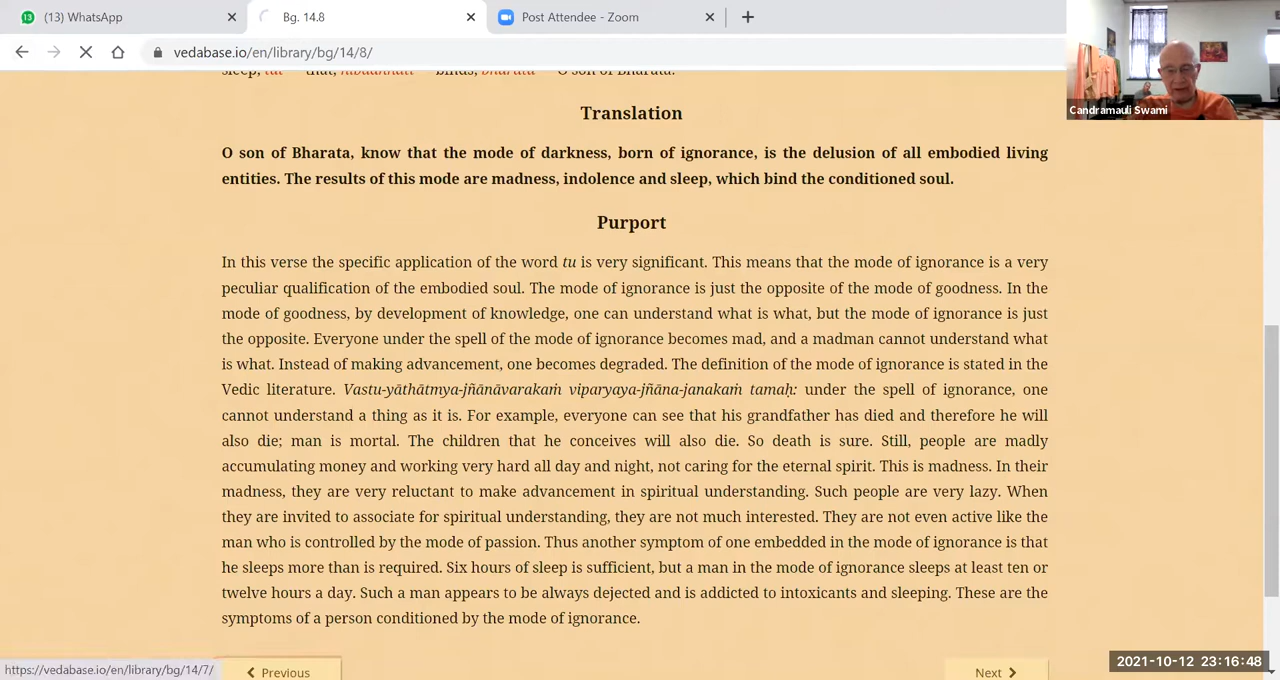 13 (13) WhatsApp
Bg. 14.8
Post Attendee - Zoom
vedabase.io/en/library/bg/14/8/
Candramauli Swami
Translation
O son of Bharata, know that the mode of darkness, born of ignorance, is the delusion of all embodied living
entities. The results of this mode are madness, indolence and sleep, which bind the conditioned soul.
Purport
In this verse the specific application of the word tu is very significant. This means that the mode of ignorance is a very
peculiar qualification of the embodied soul. The mode of ignorance is just the opposite of the mode of goodness. In the
mode of goodness, by development of knowledge, one can understand what is what, but the mode of ignorance is just
the opposite. Everyone under the spell of the mode of ignorance becomes mad, and a madman cannot understand what
is what. Instead of making advancement, one becomes degraded. The definition of the mode of ignorance is stated in the
Vedic literature. Vastu-yāthātmya-jñānāvarakaṁ viparyaya-jñāna-janakaṁ tamaḥ: under the spell of ignorance, one
cannot understand a thing as it is. For example, everyone can see that his grandfather has died and therefore he will
also die; man is mortal. The children that he conceives will also die. So death is sure. Still, people are madly
accumulating money and working very hard all day and night, not caring for the eternal spirit. This is madness. In their
madness, they are very reluctant to make advancement in spiritual understanding. Such people are very lazy. When
they are invited to associate for spiritual understanding, they are not much interested. They are not even active like the
man who is controlled by the mode of passion. Thus another symptom of one embedded in the mode of ignorance is that
he sleeps more than is required. Six hours of sleep is sufficient, but a man in the mode of ignorance sleeps at least ten or
twelve hours a day. Such a man appears to be always dejected and is addicted to intoxicants and sleeping. These are the
symptoms of a person conditioned by the mode of ignorance.
Previous
Next
https://vedabase.io/en/library/bg/14/7/
2021-10-12 23:16:48